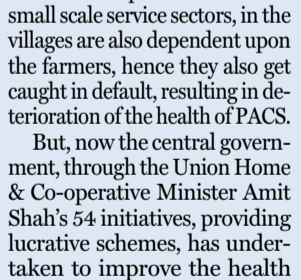 small scale service sectors, in the
villages are also dependent upon
the farmers, hence they also get
caught in default, resulting in de-
terioration of the health of PACS.
But, now the central govern-
ment, through the Union Home
& Co-operative Minister Amit
Shah's 54 initiatives, providing
lucrative schemes, has under-
taken to improve the health